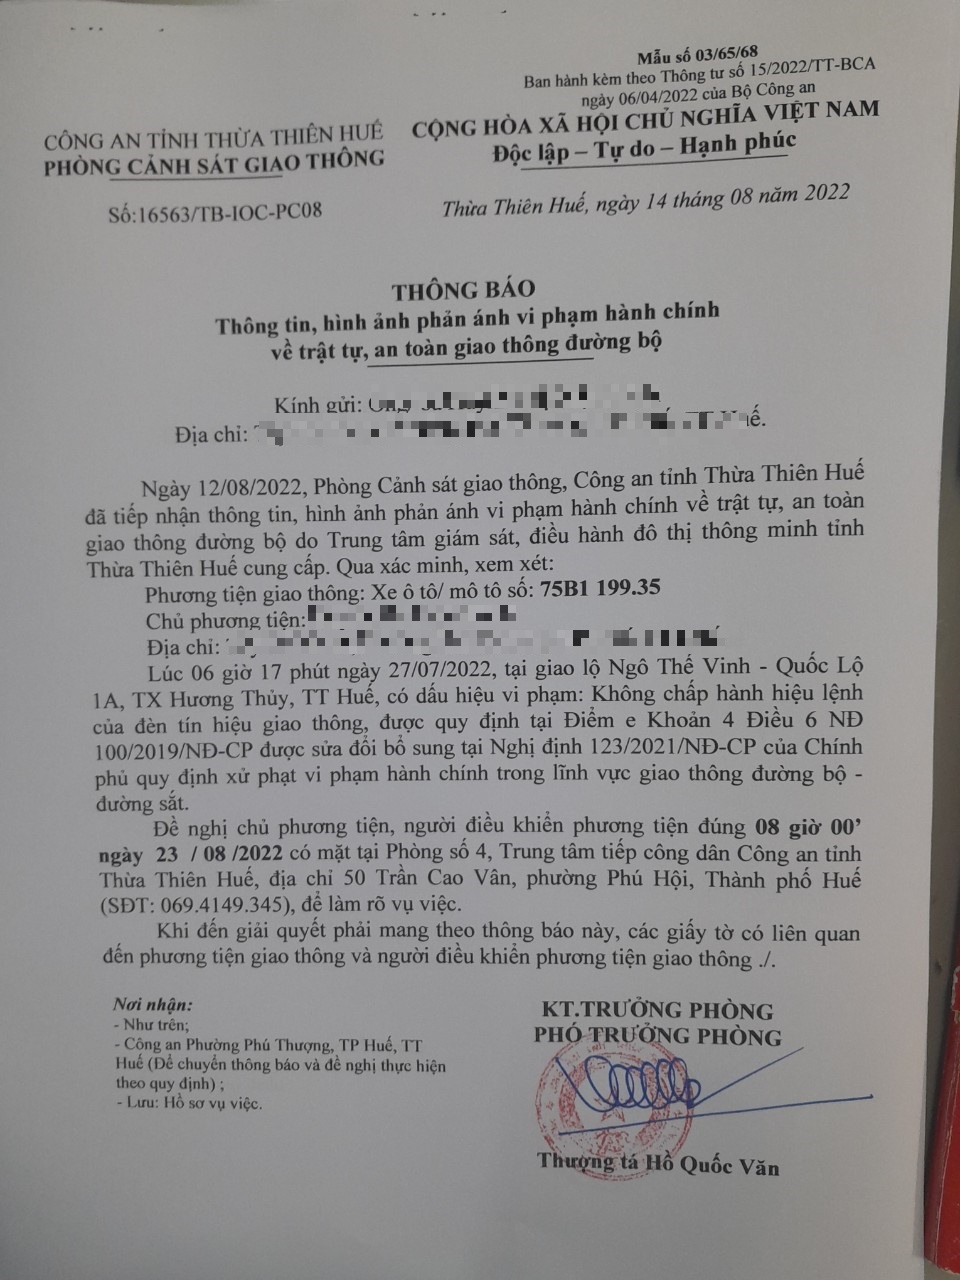 Mẫu số 03/65/68
Ban hành kèm theo Thông tư số 15/2022/TT-BCA
ngày 06/04/2022 của Bộ Công an
CÔNG AN TỈNH THỪA THIÊN HUẾ
PHÒNG CẢNH SÁT GIAO THÔNG
CỘNG HÒA XÃ HỘI CHỦ NGHĨA VIỆT NAM
Độc lập – Tự do – Hạnh phúc
Số:16563/TB-IOC-PC08
Thừa Thiên Huế, ngày 14 tháng 08 năm 2022
THÔNG BÁO
Thông tin, hình ảnh phản ánh vi phạm hành chính
về trật tự, an toàn giao thông đường bộ
Kính gửi:
Địa chỉ:
Ngày 12/08/2022, Phòng Cảnh sát giao thông, Công an tỉnh Thừa Thiên Huế
đã tiếp nhận thông tin, hình ảnh phản ánh vi phạm hành chính về trật tự, an toàn
giao thông đường bộ do Trung tâm giám sát, điều hành đô thị thông minh tỉnh
Thừa Thiên Huế cung cấp. Qua xác minh, xem xét:
Phương tiện giao thông: Xe ô tô/ mô tô số: 75B1 199.35
Chủ phương tiện:
Địa chỉ:
Lúc 06 giờ 17 phút ngày 27/07/2022, tại giao lộ Ngô Thế Vinh - Quốc Lộ
1A, TX Hương Thủy, TT Huế, có dấu hiệu vi phạm: Không chấp hành hiệu lệnh
của đèn tín hiệu giao thông, được quy định tại Điểm e Khoản 4 Điều 6 NĐ
100/2019/NĐ-CP được sửa đổi bổ sung tại Nghị định 123/2021/NĐ-CP của Chính
phủ quy định xử phạt vi phạm hành chính trong lĩnh vực giao thông đường bộ -
đường sắt.
Đề nghị chủ phương tiện, người điều khiển phương tiện đúng 08 giờ 00’
ngày 23 / 08 /2022 có mặt tại Phòng số 4, Trung tâm tiếp công dân Công an tỉnh
Thừa Thiên Huế, địa chỉ 50 Trần Cao Vân, phường Phú Hội, Thành phố Huế
(SĐT: 069.4149.345), để làm rõ vụ việc.
Khi đến giải quyết phải mang theo thông báo này, các giấy tờ có liên quan
đến phương tiện giao thông và người điều khiển phương tiện giao thông ./.
Nơi nhận:
- Như trên;
- Công an Phường Phú Thượng, TP Huế, TT
Huế (Để chuyển thông báo và đề nghị thực hiện
theo quy định) ;
- Lưu: Hồ sơ vụ việc.
KT.TRƯỞNG PHÒNG
PHÓ TRƯỞNG PHÒNG
Thượng tá Hồ Quốc Văn